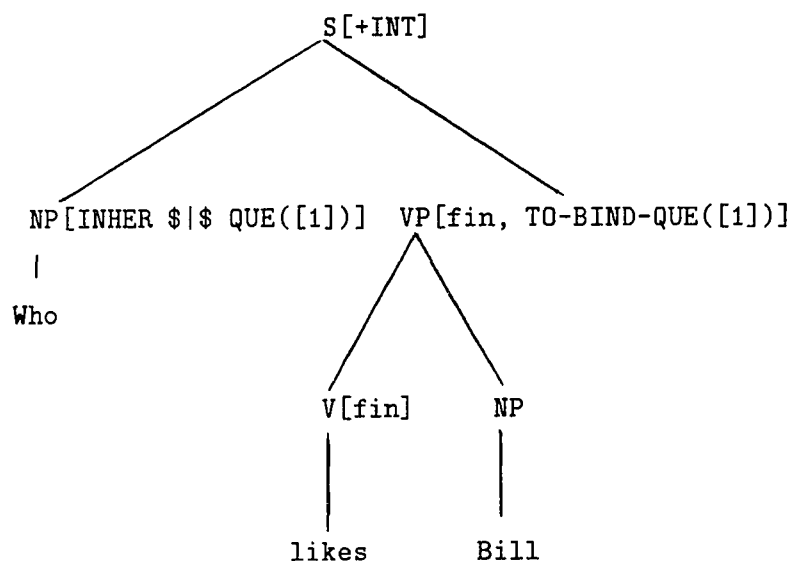 S[+INT]
NP[INHER $|$ QUE([1])] VP[fin, TO-BIND-QUE([1])]
Who
V[fin] NP
likes Bill